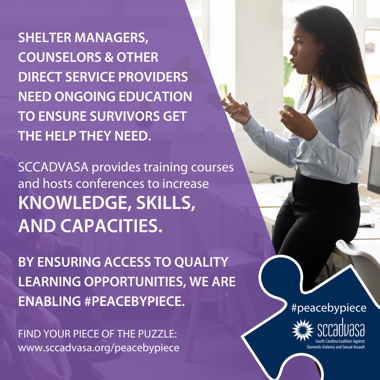 SHELTER MANAGERS,
COUNSELORS & OTHER
DIRECT SERVICE PROVIDERS
NEED ONGOING EDUCATION
TO ENSURE SURVIVORS GET
THE HELP THEY NEED.
SCCADVASA provides training courses
and hosts conferences to increase
KNOWLEDGE, SKILLS,
AND CAPACITIES.
BY ENSURING ACCESS TO QUALITY
LEARNING OPPORTUNITIES, WE ARE
ENABLING #PEACEBYPIECE.
FIND YOUR PIECE OF THE PUZZLE:
www.sccadvasa.org/peacebypiece
#peacebypiece
sccadvasa
South Carolina Coalition Against
Domestic Violence and Sexual Assault